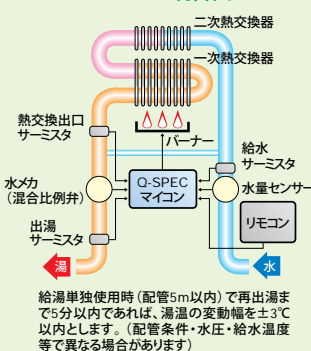 二次熱交換器
一次熱交換器
熱交換出口
サーミスタ
バーナー
給水
サーミスタ
水メカ
(混合比例弁)
Q-SPEC
マイコン
水量センサー
出湯
サーミスタ
リモコン
湯
水
給湯単独使用時(配管5m以内)で再出湯ま
で5分以内であれば、湯温の変動幅を±3℃
以内とします。(配管条件・水圧・給水温度
等で異なる場合があります)